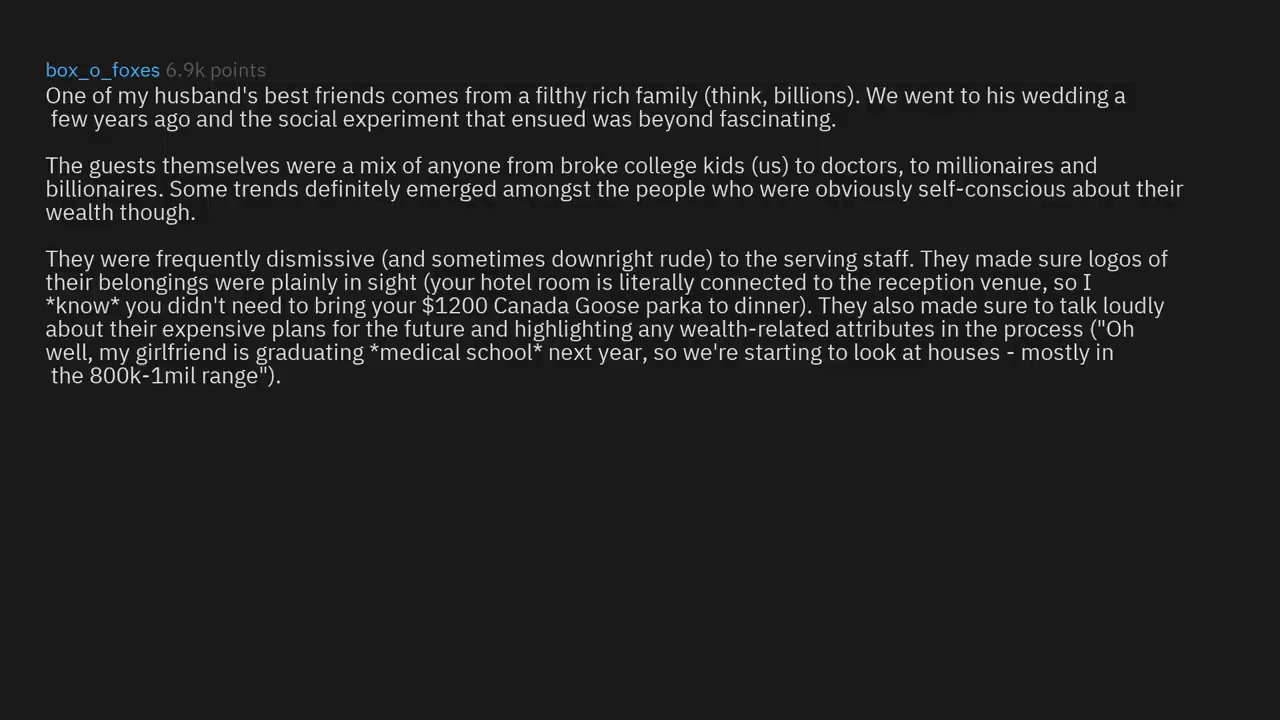 box_o_foxes 6.9k points
One of my husband's best friends comes from a filthy rich family (think, billions). We went to his wedding a
few years ago and the social experiment that ensued was beyond fascinating.
The guests themselves were a mix of anyone from broke college kids (us) to doctors, to millionaires and
billionaires. Some trends definitely emerged amongst the people who were obviously self-conscious about their
wealth though.
They were frequently dismissive (and sometimes downright rude) to the serving staff. They made sure logos of
their belongings were plainly in sight (your hotel room is literally connected to the reception venue, so I
*know* you didn't need to bring your $1200 Canada Goose parka to dinner). They also made sure to talk loudly
about their expensive plans for the future and highlighting any wealth-related attributes in the process ("Oh
well, my girlfriend is graduating *medical school* next year, so we're starting to look at houses - mostly in
the 800k-1mil range").